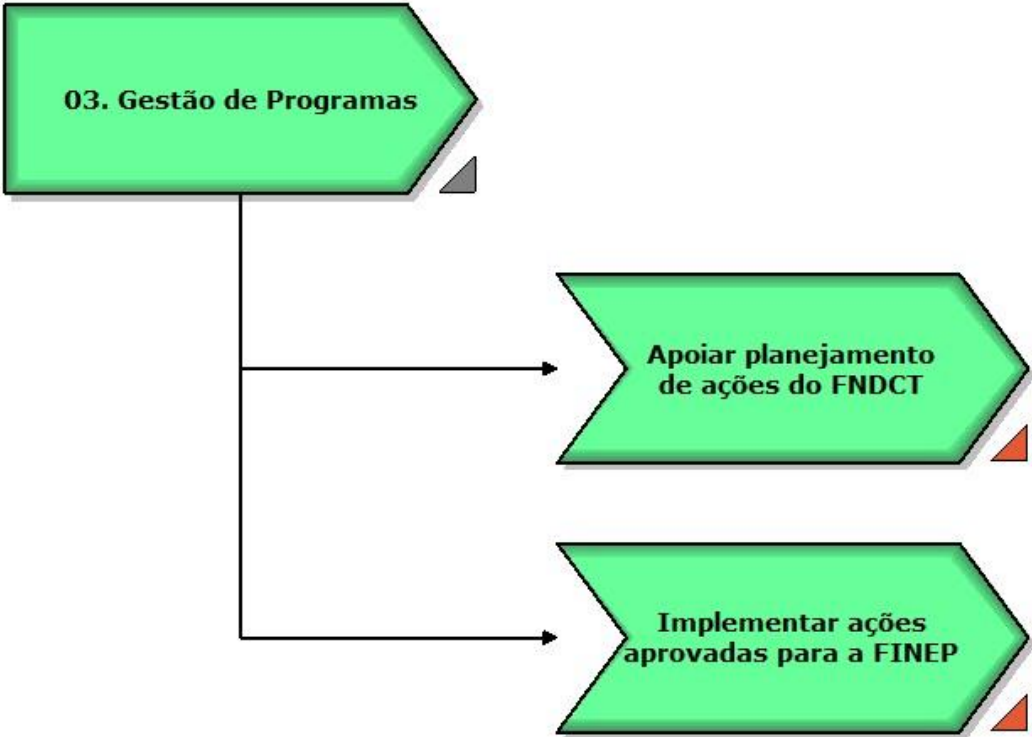 03. Gestão de Programas
Apoiar planejamento
de ações do FNDCT
Implementar ações
aprovadas para a FINEP